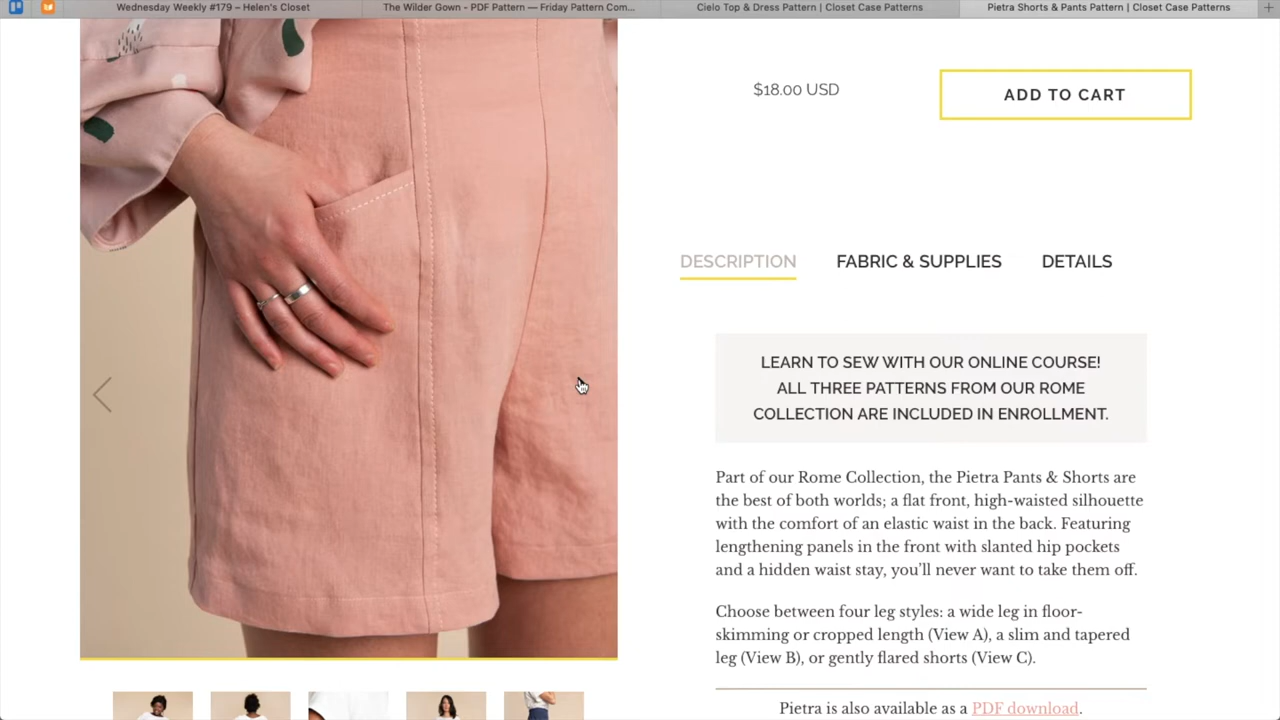 Wednesday Weekly #179 – Helen's Closet
The Wilder Gown - PDF Pattern — Friday Pattern Com...
Cielo Top & Dress Pattern | Closet Case Patterns
Pietra Shorts & Pants Pattern | Closet Case Patterns
$18.00 USD
ADD TO CART
DESCRIPTION
FABRIC & SUPPLIES
DETAILS
LEARN TO SEW WITH OUR ONLINE COURSE!
ALL THREE PATTERNS FROM OUR ROME
COLLECTION ARE INCLUDED IN ENROLLMENT.
Part of our Rome Collection, the Pietra Pants & Shorts are
the best of both worlds; a flat front, high-waisted silhouette
with the comfort of an elastic waist in the back. Featuring
lengthening panels in the front with slanted hip pockets
and a hidden waist stay, you'll never want to take them off.
Choose between four leg styles: a wide leg in floor-
skimming or cropped length (View A), a slim and tapered
leg (View B), or gently flared shorts (View C).
Pietra is also available as a PDF download.